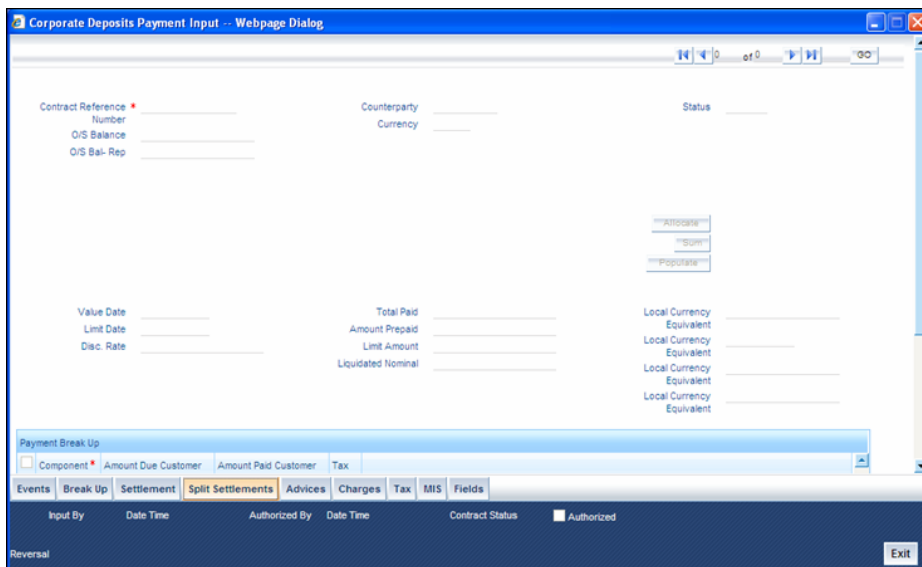 Corporate Deposits Payment Input -- Webpage Dialog
0 of 0 GO
Contract Reference * Counterparty Status
Number
Currency
O/S Balance
O/S Bal- Rep
Allocate
Sum
Populate
Value Date Total Paid Local Currency
Equivalent
Limit Date Amount Prepaid
Local Currency
Equivalent
Disc. Rate Limit Amount
Liquidated Nominal Local Currency
Equivalent
Local Currency
Equivalent
Payment Break Up
Component * Amount Due Customer Amount Paid Customer Tax
Events Break Up Settlement Split Settlements Advices Charges Tax MIS Fields
Input By Date Time Authorized By Date Time Contract Status Authorized
Reversal Exit